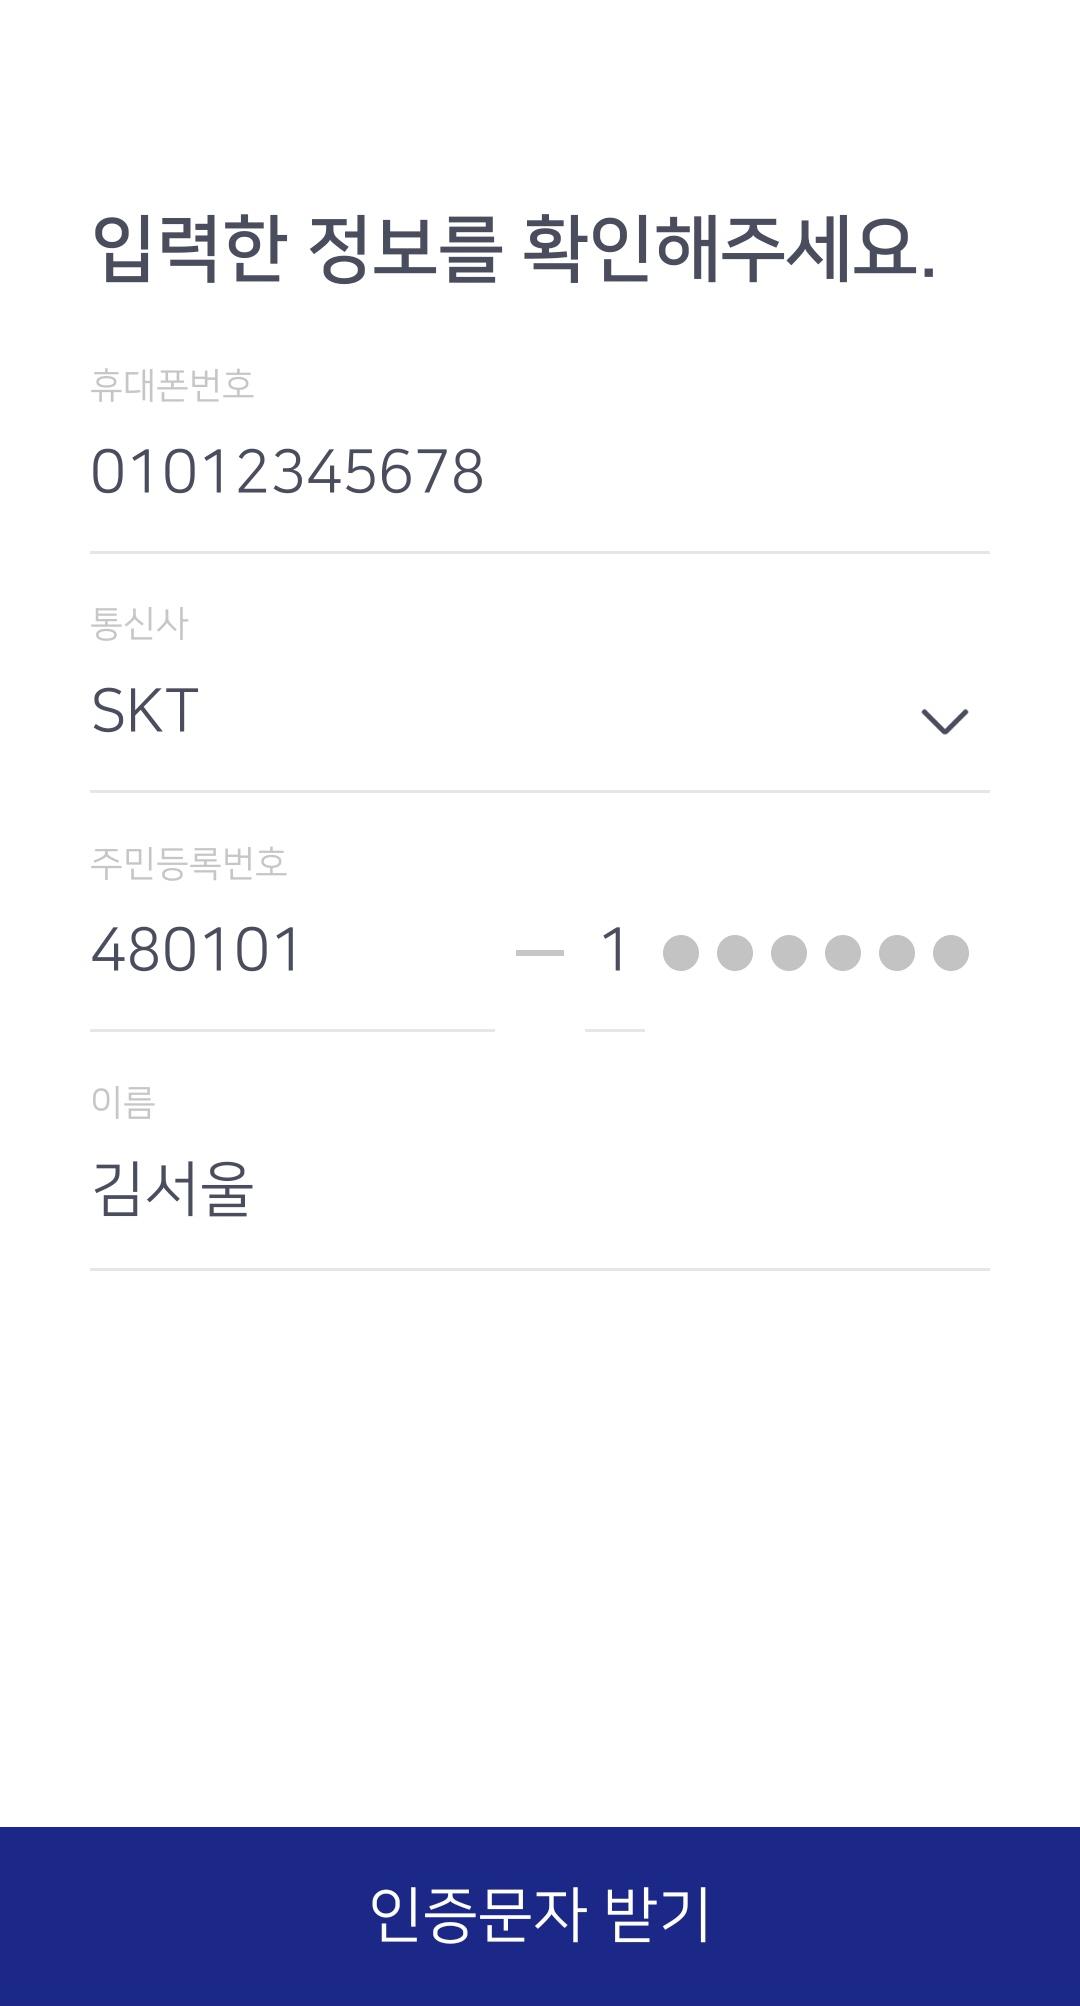 입력한 정보를 확인해주세요.
휴대폰번호
01012345678
통신사
SKT
주민등록번호
480101 — 1 ●●●●●●
이름
김서울
인증문자 받기